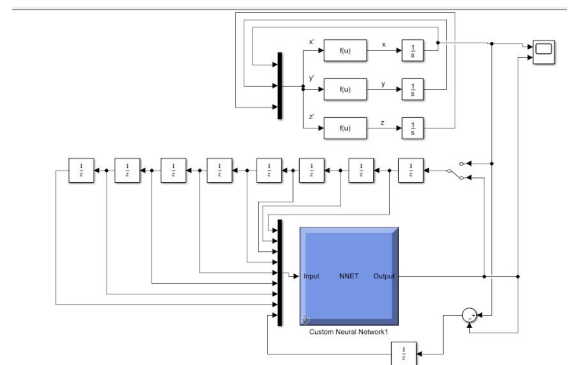 x' f(u) x 1/s
y' f(u) y 1/s
z' f(u) z 1/s
1/z 1/z 1/z 1/z 1/z 1/z 1/z 1/z
Input NNET Output
Custom Neural Network1
+
−
1/z